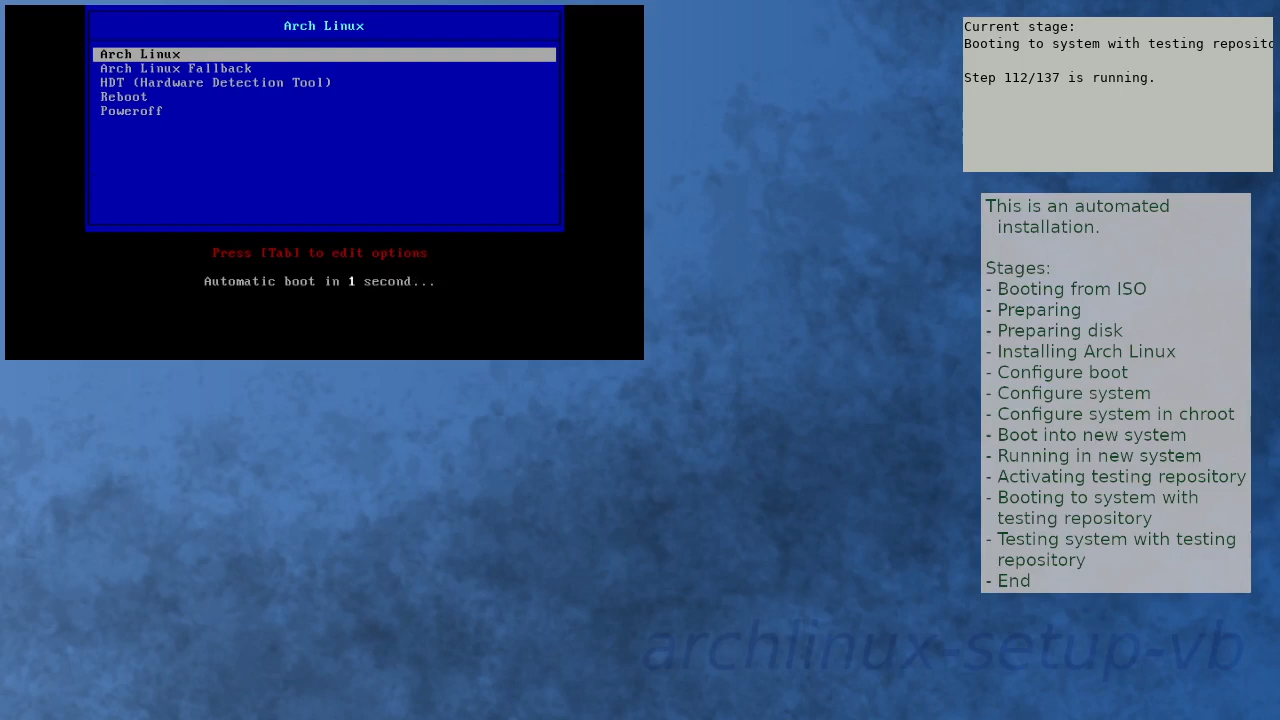 Arch Linux
Arch Linux
Arch Linux Fallback
HDT (Hardware Detection Tool)
Reboot
Poweroff
Press [Tab] to edit options
Automatic boot in 1 second...
Current stage:
Booting to system with testing reposito
Step 112/137 is running.
This is an automated
installation.
Stages:
- Booting from ISO
- Preparing
- Preparing disk
- Installing Arch Linux
- Configure boot
- Configure system
- Configure system in chroot
- Boot into new system
- Running in new system
- Activating testing repository
- Booting to system with
testing repository
- Testing system with testing
repository
- End
archlinux-setup-vb